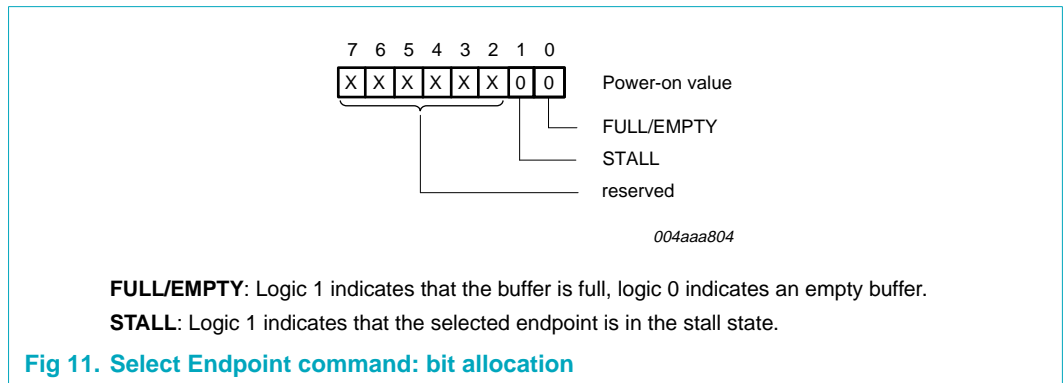 7 6 5 4 3 2 1 0
X X X X X X 0 0 Power-on value
FULL/EMPTY
STALL
reserved
004aaa804
FULL/EMPTY: Logic 1 indicates that the buffer is full, logic 0 indicates an empty buffer.
STALL: Logic 1 indicates that the selected endpoint is in the stall state.
Fig 11. Select Endpoint command: bit allocation